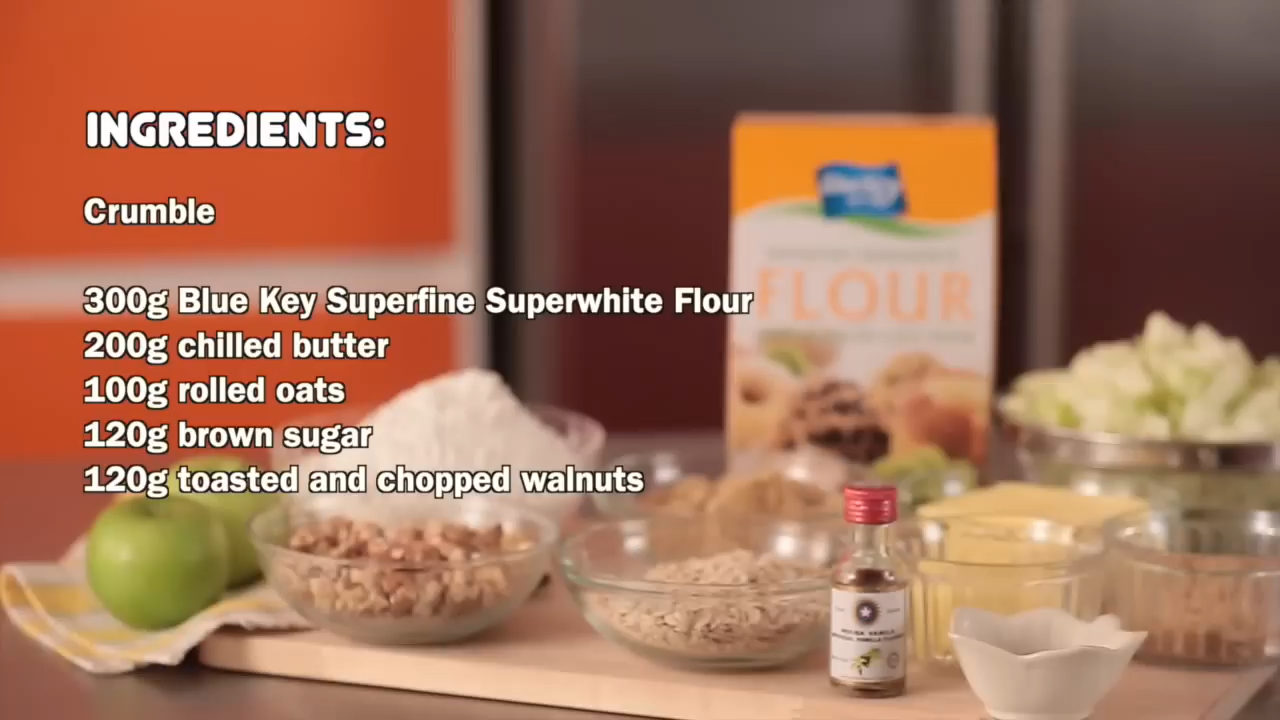 INGREDIENTS:
Crumble
300g Blue Key Superfine Superwhite Flour
200g chilled butter
100g rolled oats
120g brown sugar
120g toasted and chopped walnuts
FLOUR